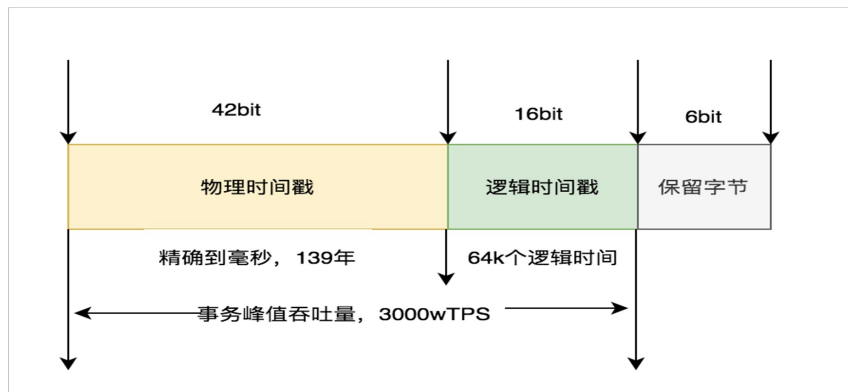 42bit
16bit
6bit
物理时间戳
逻辑时间戳
保留字节
精确到毫秒，139年
64k个逻辑时间
事务峰值吞吐量，3000wTPS